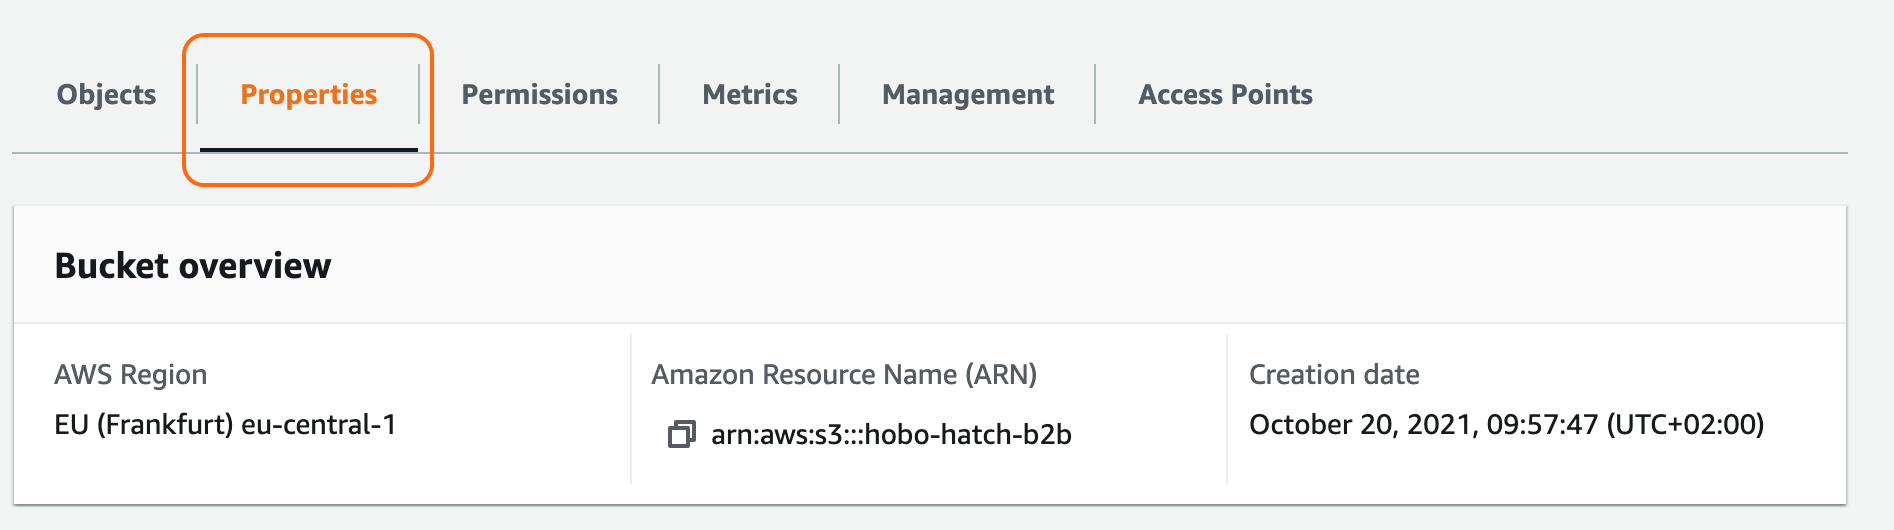 Objects Properties Permissions Metrics Management Access Points
Bucket overview
AWS Region
EU (Frankfurt) eu-central-1
Amazon Resource Name (ARN)
arn:aws:s3:::hobo-hatch-b2b
Creation date
October 20, 2021, 09:57:47 (UTC+02:00)